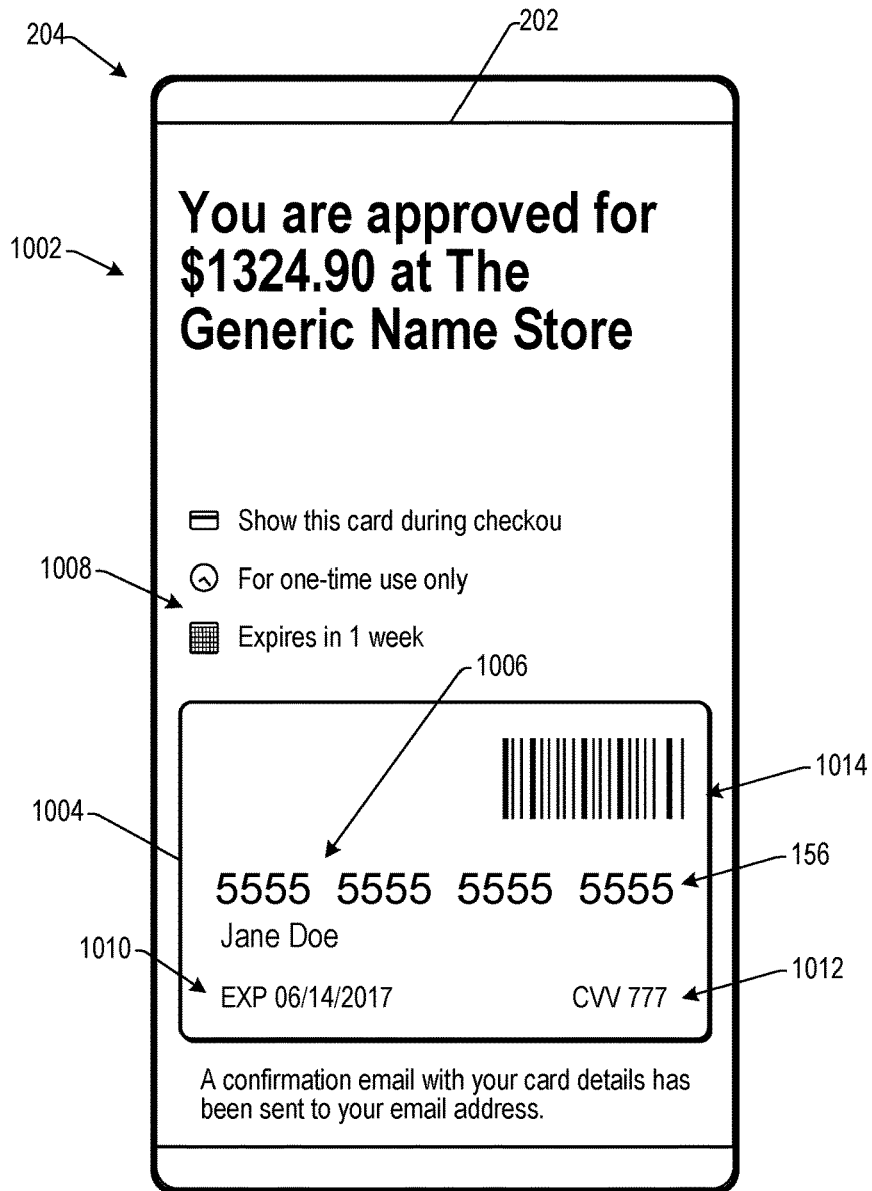 204
202
1002
You are approved for
$1324.90 at The
Generic Name Store
Show this card during checkou
1008
For one-time use only
Expires in 1 week
1006
1014
1004
156
5555 5555 5555 5555
Jane Doe
1010
1012
EXP 06/14/2017 CVV 777
A confirmation email with your card details has
been sent to your email address.